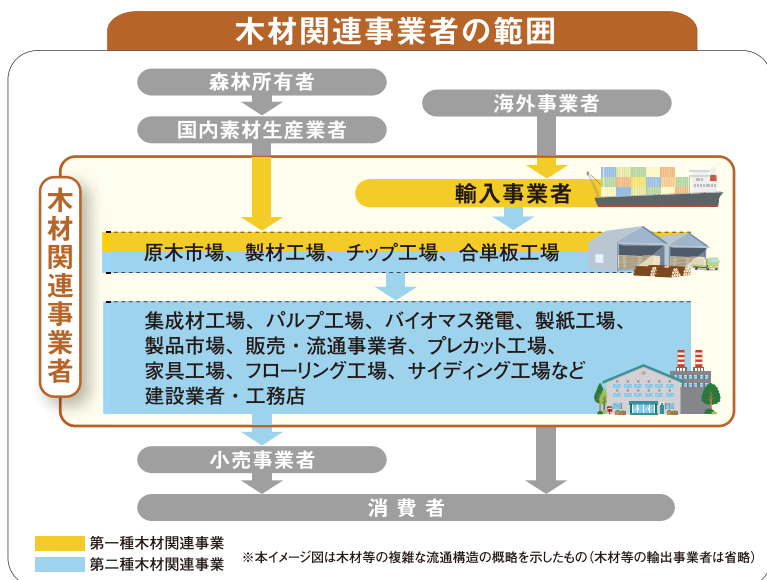 木材関連事業者の範囲
森林所有者
海外事業者
国内素材生産業者
木材関連事業者
輸入事業者
原木市場、製材工場、チップ工場、合単板工場
集成材工場、パルプ工場、バイオマス発電、製紙工場、
製品市場、販売・流通事業者、プレカット工場、
家具工場、フローリング工場、サイディング工場など
建設業者・工務店
小売事業者
消費者
第一種木材関連事業
第二種木材関連事業
※本イメージ図は木材等の複雑な流通構造の概略を示したもの（木材等の輸出事業者は省略）